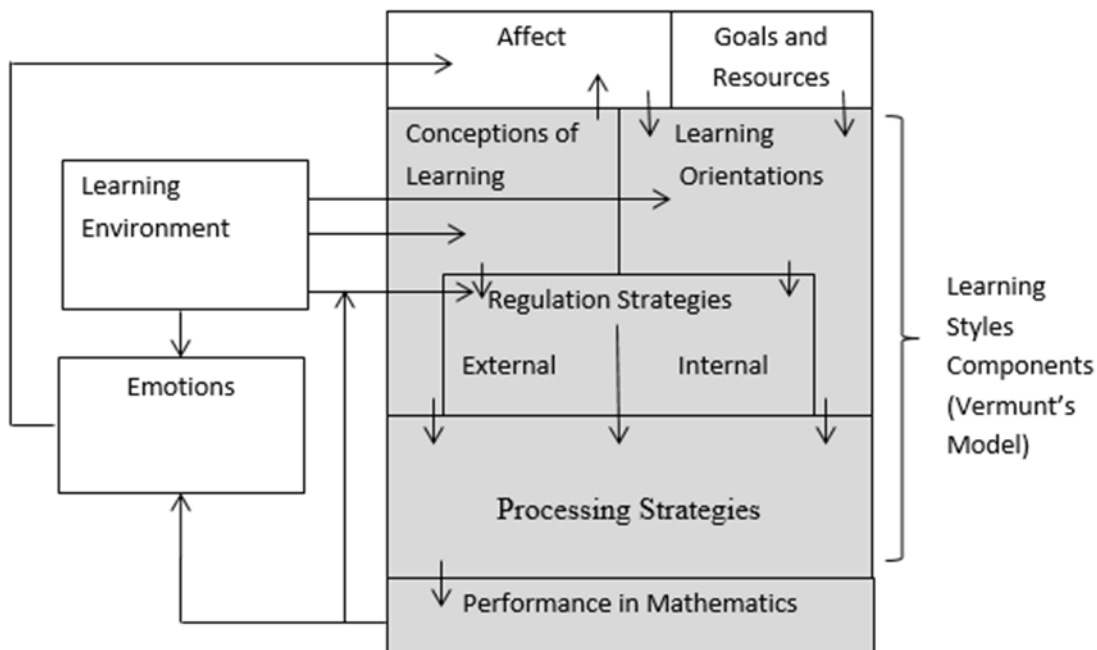 Affect
Goals and
Resources
Conceptions of
Learning
Learning
Orientations
Learning
Environment
Regulation Strategies
External
Internal
Emotions
Processing Strategies
Performance in Mathematics
Learning
Styles
Components
(Vermunt's
Model)